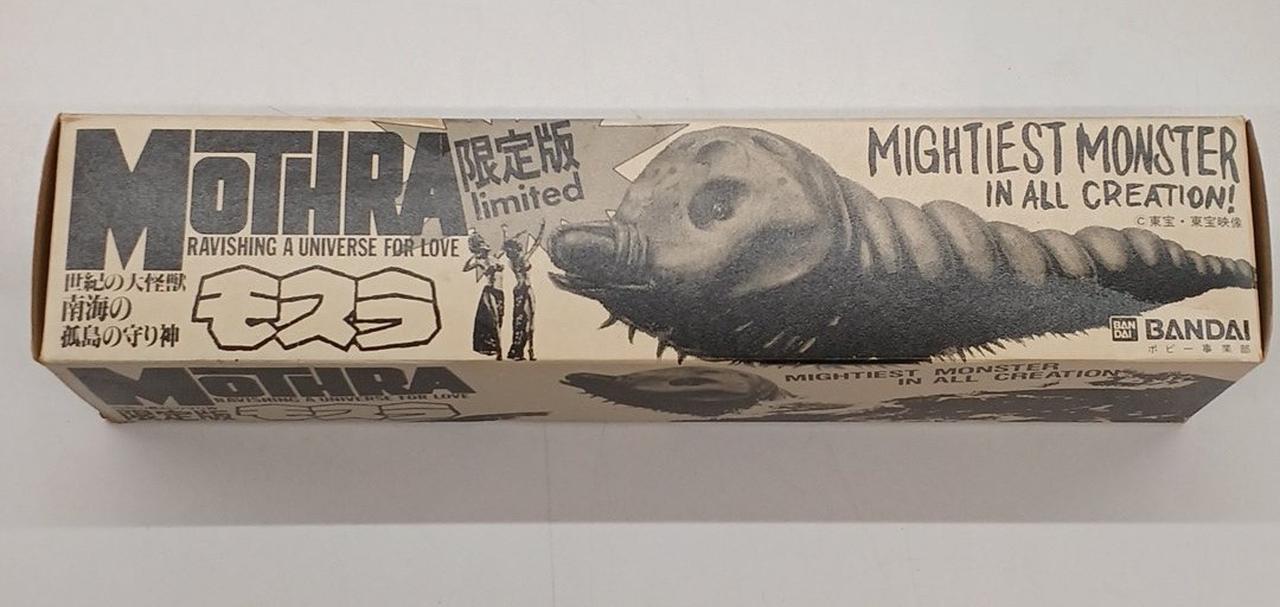 MOTHRA
RAVISHING A UNIVERSE FOR LOVE
世紀の大怪獣
南海の
孤島の守り神
モスラ
限定版
limited
MIGHTIEST MONSTER
IN ALL CREATION!
©東宝・東宝映像
BAN
DAI
BANDAI
ポピー事業部
MOTHRA
RAVISHING A UNIVERSE FOR LOVE
限定版 モスラ
MIGHTIEST MONSTER
IN ALL CREATION